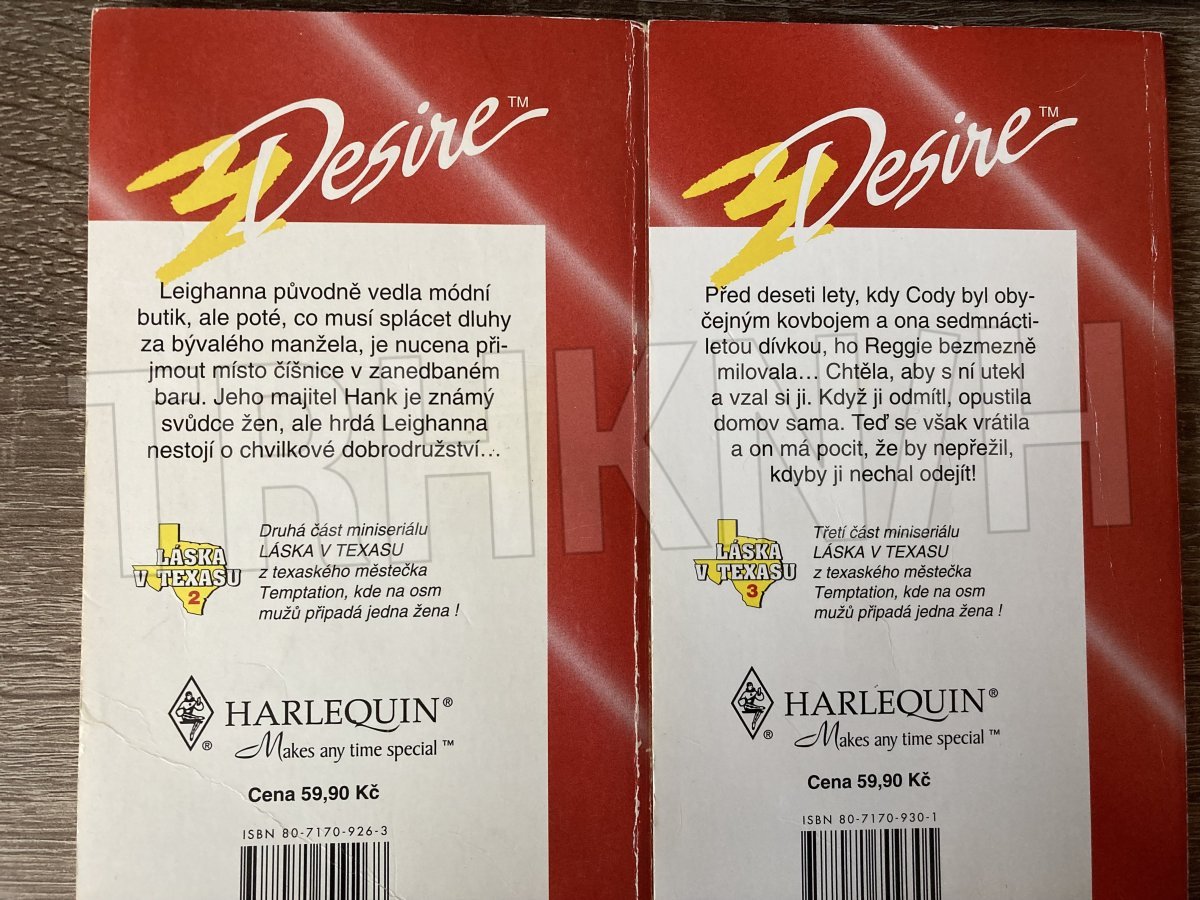 Desire™
Leighanna původně vedla módní
butik, ale poté, co musí splácet dluhy
za bývalého manžela, je nucena při-
jmout místo číšnice v zanedbaném
baru. Jeho majitel Hank je známý
svůdce žen, ale hrdá Leighanna
nestojí o chvilkové dobrodružství...
LÁSKA
V TEXASU
2
Druhá část miniseriálu
LÁSKA V TEXASU
z texaského městečka
Temptation, kde na osm
mužů připadá jedna žena !
HARLEQUIN®
®
Makes any time special™
Cena 59,90 Kč
ISBN 80-7170-926-3
Desire™
Před deseti lety, kdy Cody byl oby-
čejným kovbojem a ona sedmnácti-
letou dívkou, ho Reggie bezmezně
milovala... Chtěla, aby s ní utekl
a vzal si ji. Když ji odmítl, opustila
domov sama. Teď se však vrátila
a on má pocit, že by nepřežil,
kdyby ji nechal odejít!
LÁSKA
V TEXASU
3
Třetí část miniseriálu
LÁSKA V TEXASU
z texaského městečka
Temptation, kde na osm
mužů připadá jedna žena !
HARLEQUIN®
®
Makes any time special™
Cena 59,90 Kč
ISBN 80-7170-930-1